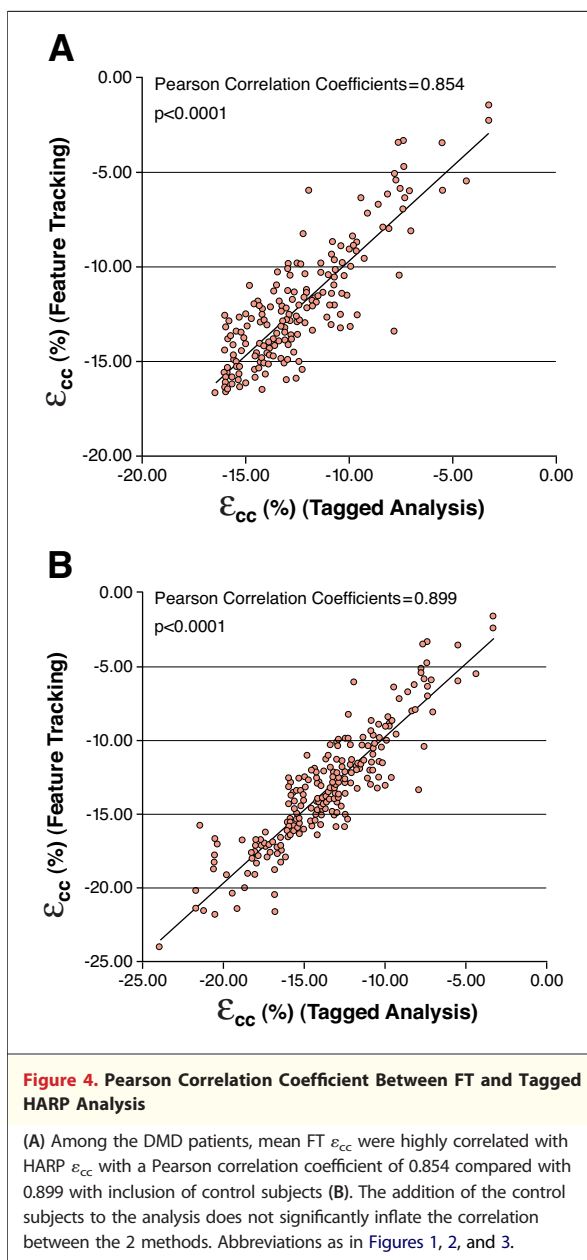 A
0.00
Pearson Correlation Coefficients=0.854
p<0.0001
-5.00
-10.00
-15.00
-20.00
εcc (%) (Feature Tracking)
-20.00 -15.00 -10.00 -5.00 0.00
εcc (%) (Tagged Analysis)
B
0.00
Pearson Correlation Coefficients=0.899
p<0.0001
-5.00
-10.00
-15.00
-20.00
-25.00
εcc (%) (Feature Tracking)
-25.00 -20.00 -15.00 -10.00 -5.00 0.00
εcc (%) (Tagged Analysis)
Figure 4. Pearson Correlation Coefficient Between FT and Tagged
HARP Analysis
(A) Among the DMD patients, mean FT εcc were highly correlated with
HARP εcc with a Pearson correlation coefficient of 0.854 compared with
0.899 with inclusion of control subjects (B). The addition of the control
subjects to the analysis does not significantly inflate the correlation
between the 2 methods. Abbreviations as in Figures 1, 2, and 3.